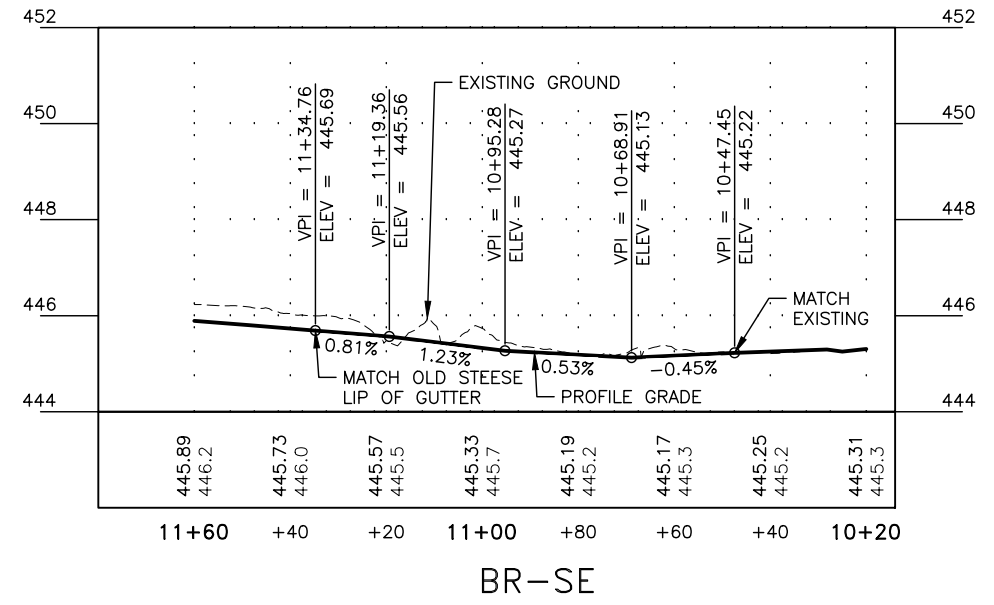 452
452
450
450
448
448
446
446
444
444
VPI = 11+34.76
ELEV = 445.69
VPI = 11+19.36
ELEV = 445.56
EXISTING GROUND
VPI = 10+95.28
ELEV = 445.27
VPI = 10+68.91
ELEV = 445.13
VPI = 10+47.45
ELEV = 445.22
MATCH
EXISTING
0.81%
1.23%
0.53%
-0.45%
MATCH OLD STEESE
LIP OF GUTTER
PROFILE GRADE
445.89
446.2
445.73
446.0
445.57
445.5
445.33
445.7
445.19
445.2
445.17
445.3
445.25
445.2
445.31
445.3
11+60
+40
+20
11+00
+80
+60
+40
10+20
BR-SE